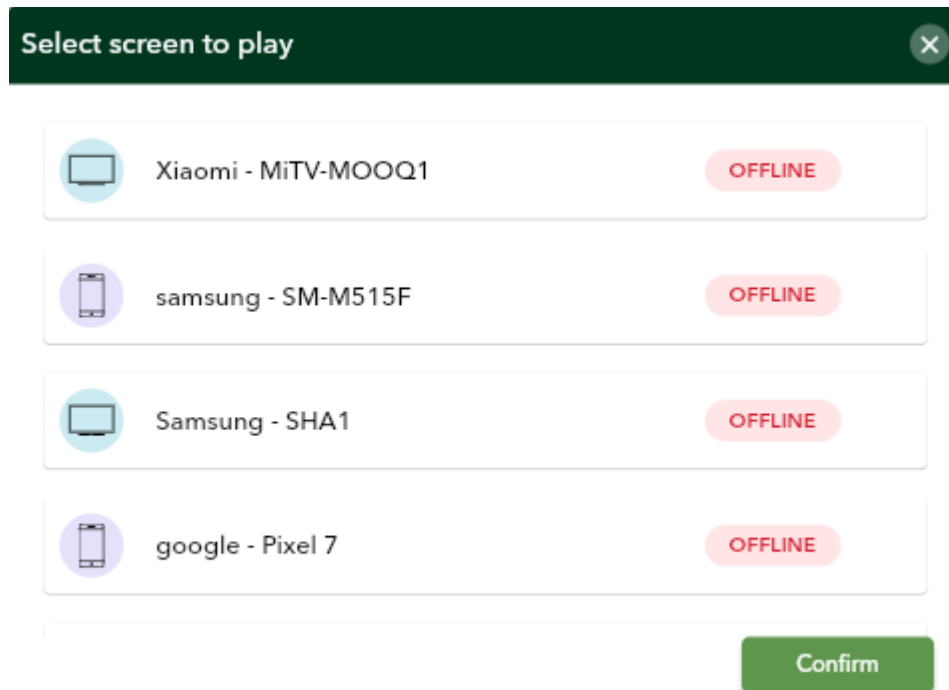 Select screen to play
Xiaomi - MiTV-MOOQ1 OFFLINE
samsung - SM-M515F OFFLINE
Samsung - SHA1 OFFLINE
google - Pixel 7 OFFLINE
Confirm